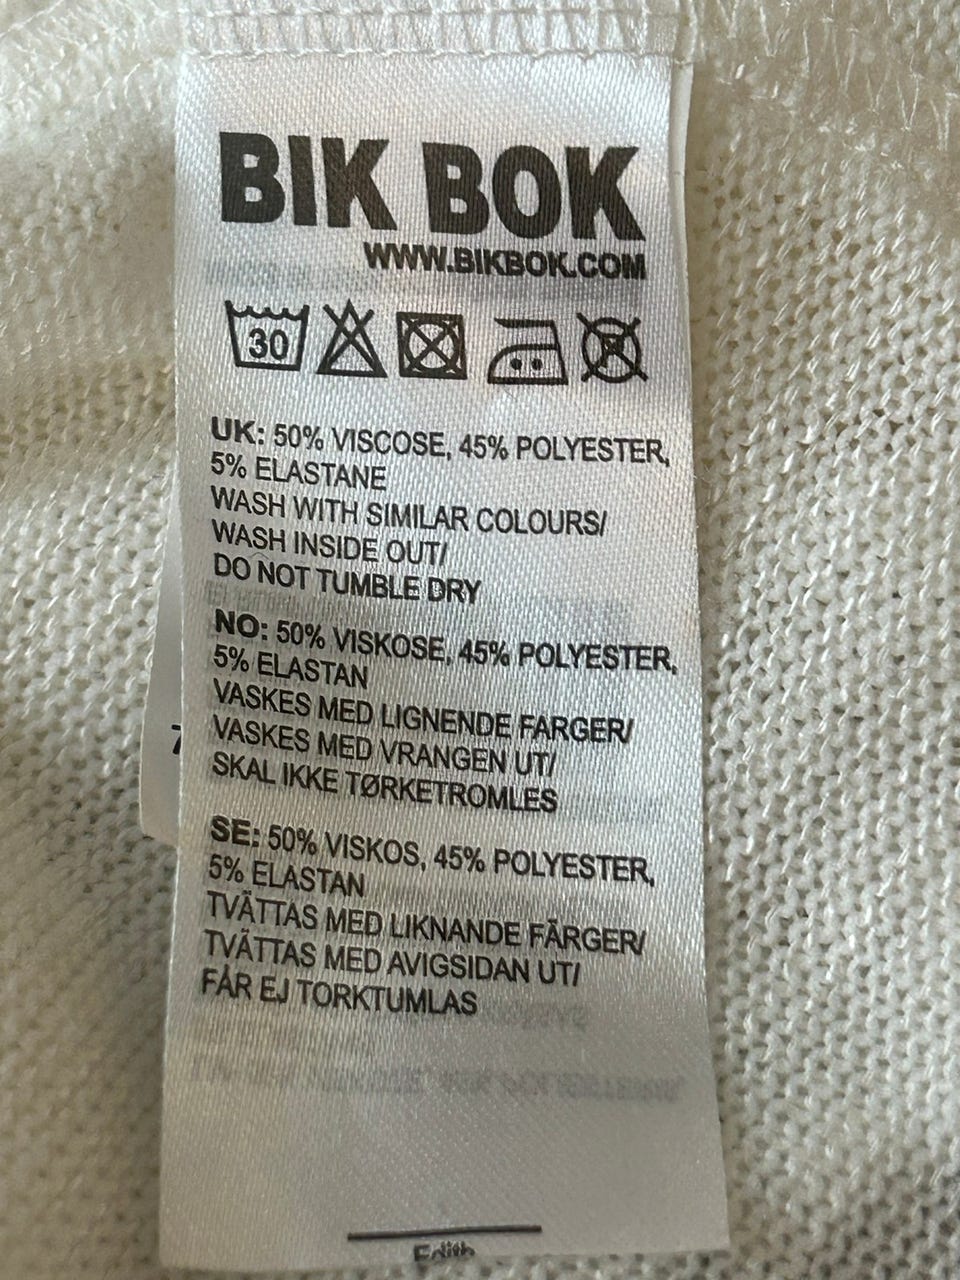 BIK BOK
WWW.BIKBOK.COM
30
UK: 50% VISCOSE, 45% POLYESTER,
5% ELASTANE
WASH WITH SIMILAR COLOURS/
WASH INSIDE OUT/
DO NOT TUMBLE DRY
NO: 50% VISKOSE, 45% POLYESTER,
5% ELASTAN
VASKES MED LIGNENDE FARGER/
VASKES MED VRANGEN UT/
SKAL IKKE TØRKETROMLES
SE: 50% VISKOS, 45% POLYESTER,
5% ELASTAN
TVÄTTAS MED LIKNANDE FÄRGER/
TVÄTTAS MED AVIGSIDAN UT/
FÅR EJ TORKTUMLAS
Edith